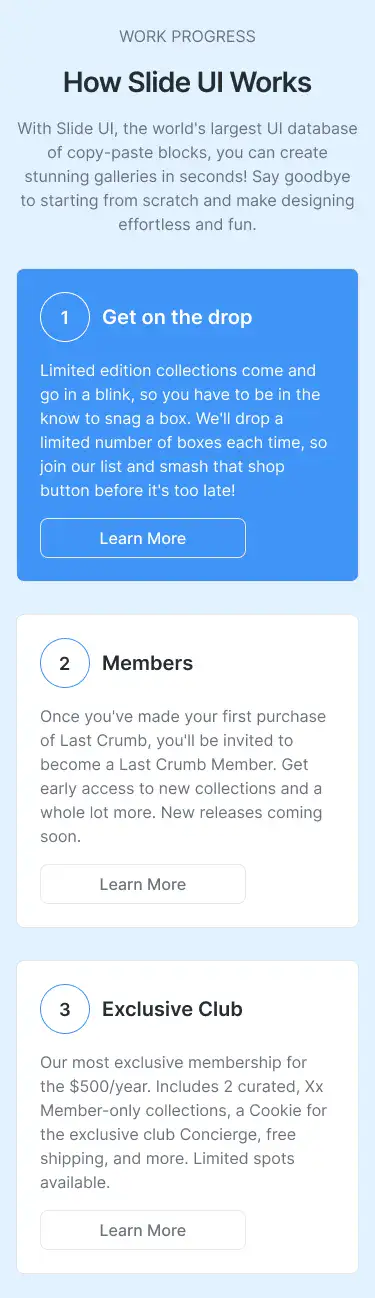 WORK PROGRESS
How Slide UI Works
With Slide UI, the world's largest UI database
of copy-paste blocks, you can create
stunning galleries in seconds! Say goodbye
to starting from scratch and make designing
effortless and fun.
1 Get on the drop
Limited edition collections come and
go in a blink, so you have to be in the
know to snag a box. We'll drop a
limited number of boxes each time, so
join our list and smash that shop
button before it's too late!
Learn More
2 Members
Once you've made your first purchase
of Last Crumb, you'll be invited to
become a Last Crumb Member. Get
early access to new collections and a
whole lot more. New releases coming
soon.
Learn More
3 Exclusive Club
Our most exclusive membership for
the $500/year. Includes 2 curated, Xx
Member-only collections, a Cookie for
the exclusive club Concierge, free
shipping, and more. Limited spots
available.
Learn More